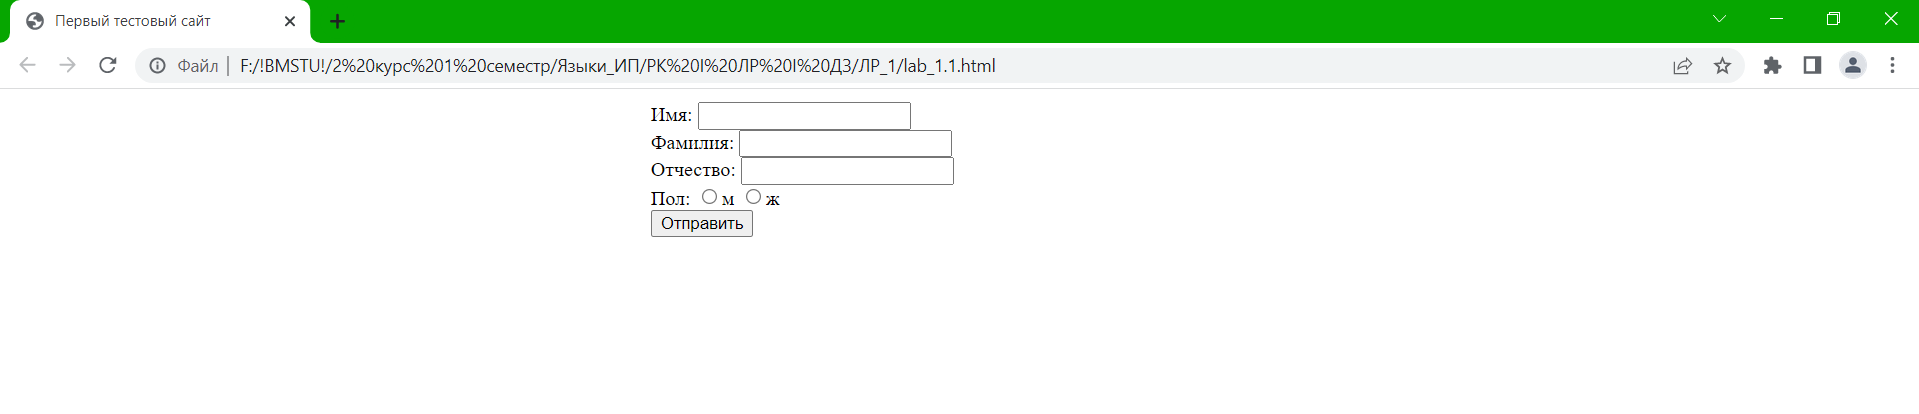 Первый тестовый сайт
Файл F:/!BMSTU!/2%20курс%201%20семестр/Языки_ИП/РК%20I%20ЛР%20I%20ДЗ/ЛР_1/lab_1.1.html
Имя:
Фамилия:
Отчество:
Пол: м ж
Отправить